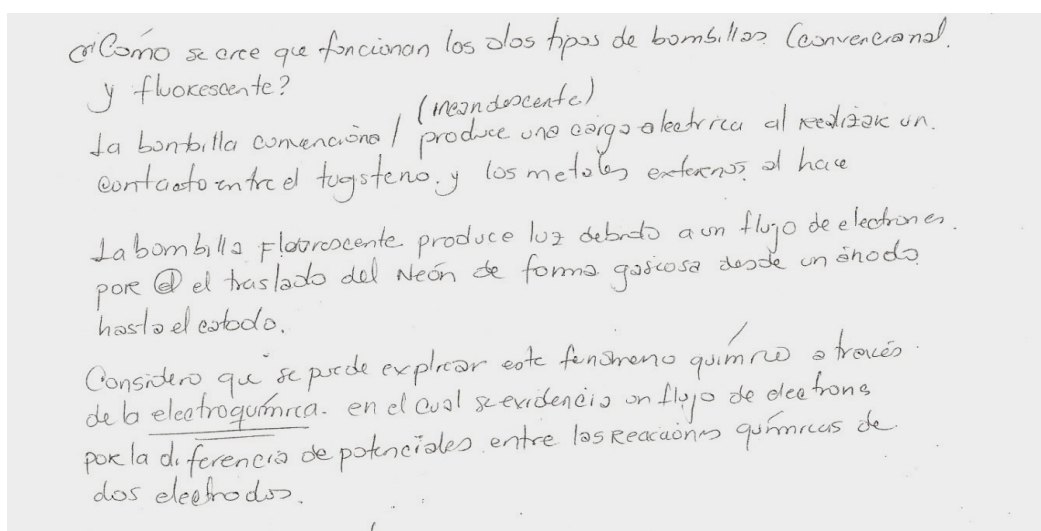 ¿Como se cree que funcionan los dos tipos de bombillas (convencional.
y fluorescente?
(incandescente)
La bombilla convencional produce una carga electrica al realizar un.
contacto entre el tugsteno. y los metales externos, al hace
La bombilla Fluorescente produce luz debido a un flujo de electrones.
por el traslado del Neón de forma gaseosa desde un ánodo
hasta el catodo.
Considero que se puede explicar este fenómeno químico a través
de la electroquímica. en el cual se evidencia un flujo de electrons
por la diferencia de potenciales entre las Reacciones químicas de
dos electrodos.